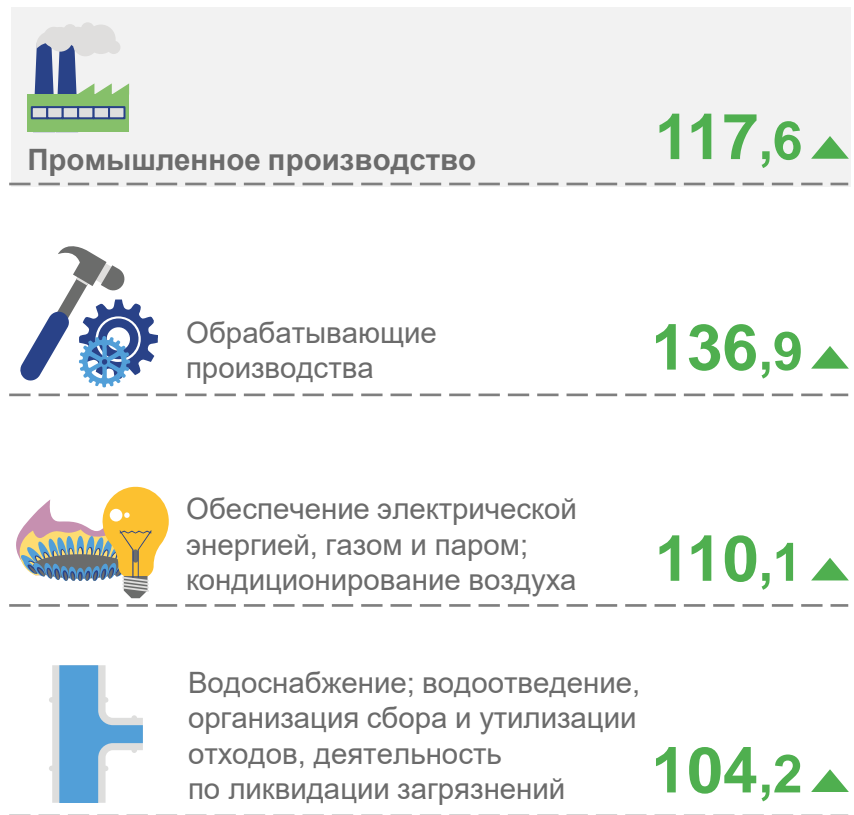 Промышленное производство
117,6
Обрабатывающие
производства
136,9
Обеспечение электрической
энергией, газом и паром;
кондиционирование воздуха
110,1
Водоснабжение; водоотведение,
организация сбора и утилизации
отходов, деятельность
по ликвидации загрязнений
104,2